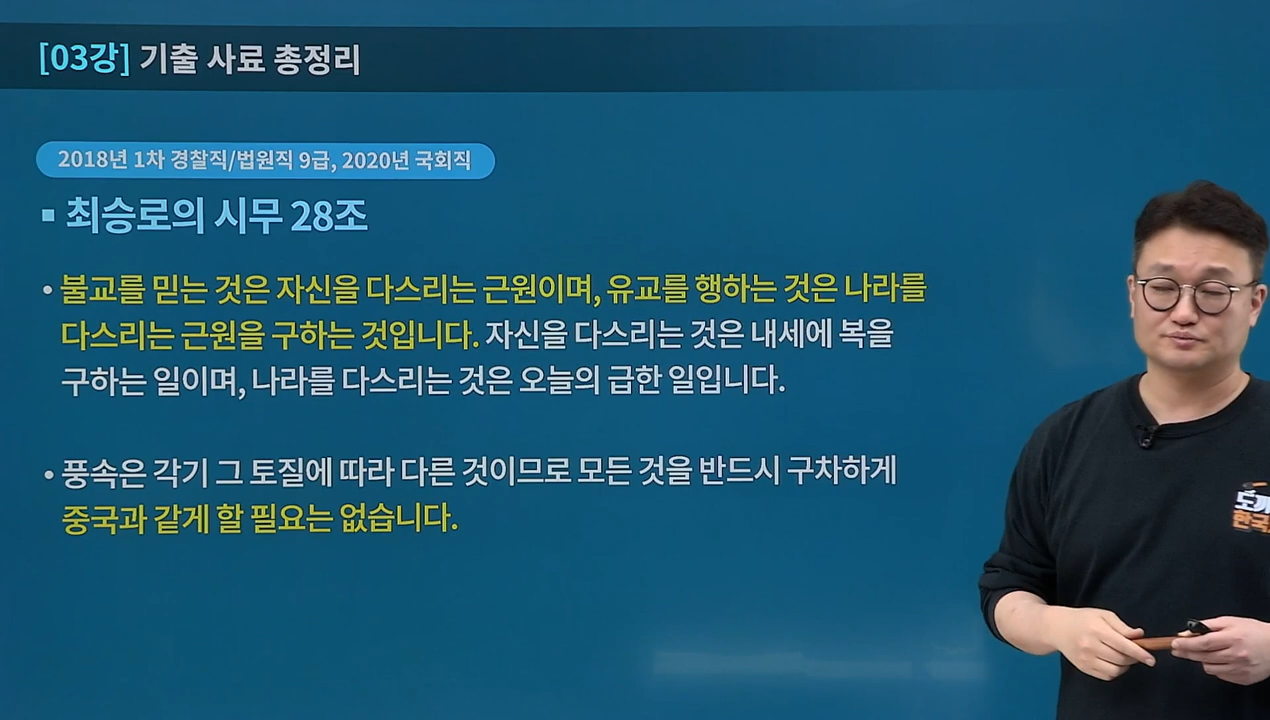 [03강] 기출 사료 총정리
2018년 1차 경찰직/법원직 9급, 2020년 국회직
▪ 최승로의 시무 28조
• 불교를 믿는 것은 자신을 다스리는 근원이며, 유교를 행하는 것은 나라를
다스리는 근원을 구하는 것입니다. 자신을 다스리는 것은 내세에 복을
구하는 일이며, 나라를 다스리는 것은 오늘의 급한 일입니다.
• 풍속은 각기 그 토질에 따라 다른 것이므로 모든 것을 반드시 구차하게
중국과 같게 할 필요는 없습니다.